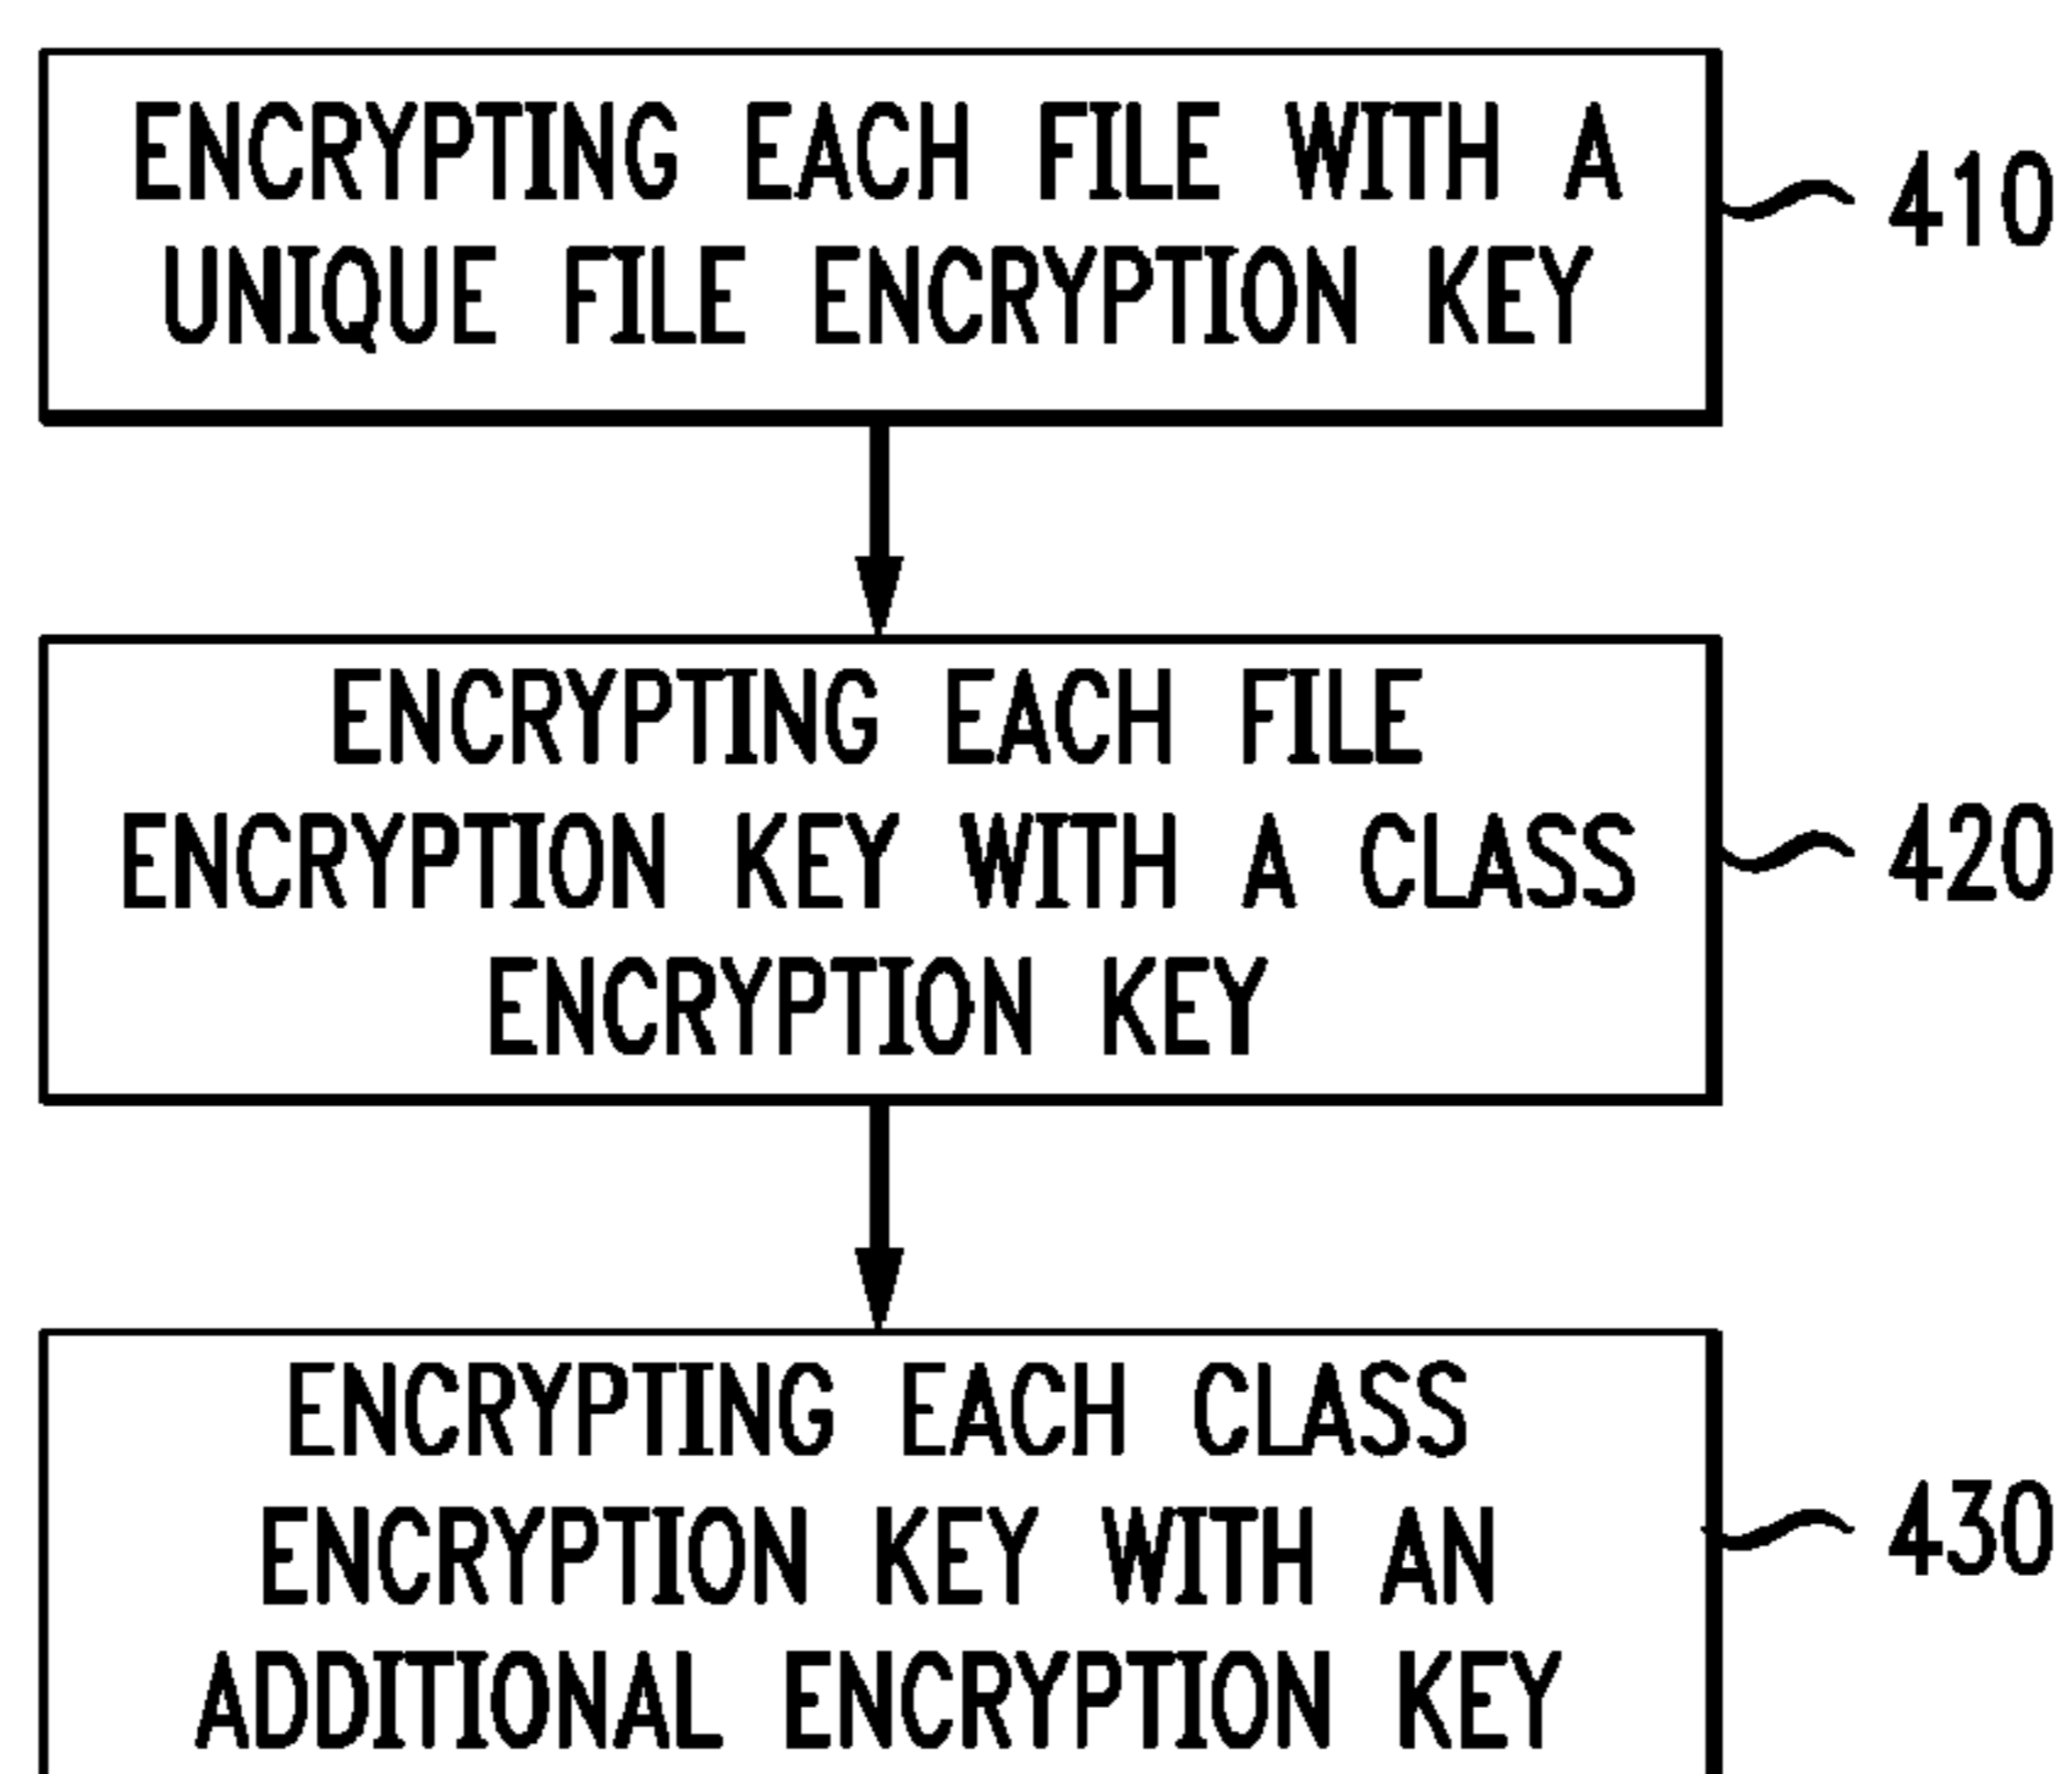 ENCRYPTING EACH FILE WITH A
UNIQUE FILE ENCRYPTION KEY
410
ENCRYPTING EACH FILE
ENCRYPTION KEY WITH A CLASS
ENCRYPTION KEY
420
ENCRYPTING EACH CLASS
ENCRYPTION KEY WITH AN
ADDITIONAL ENCRYPTION KEY
430